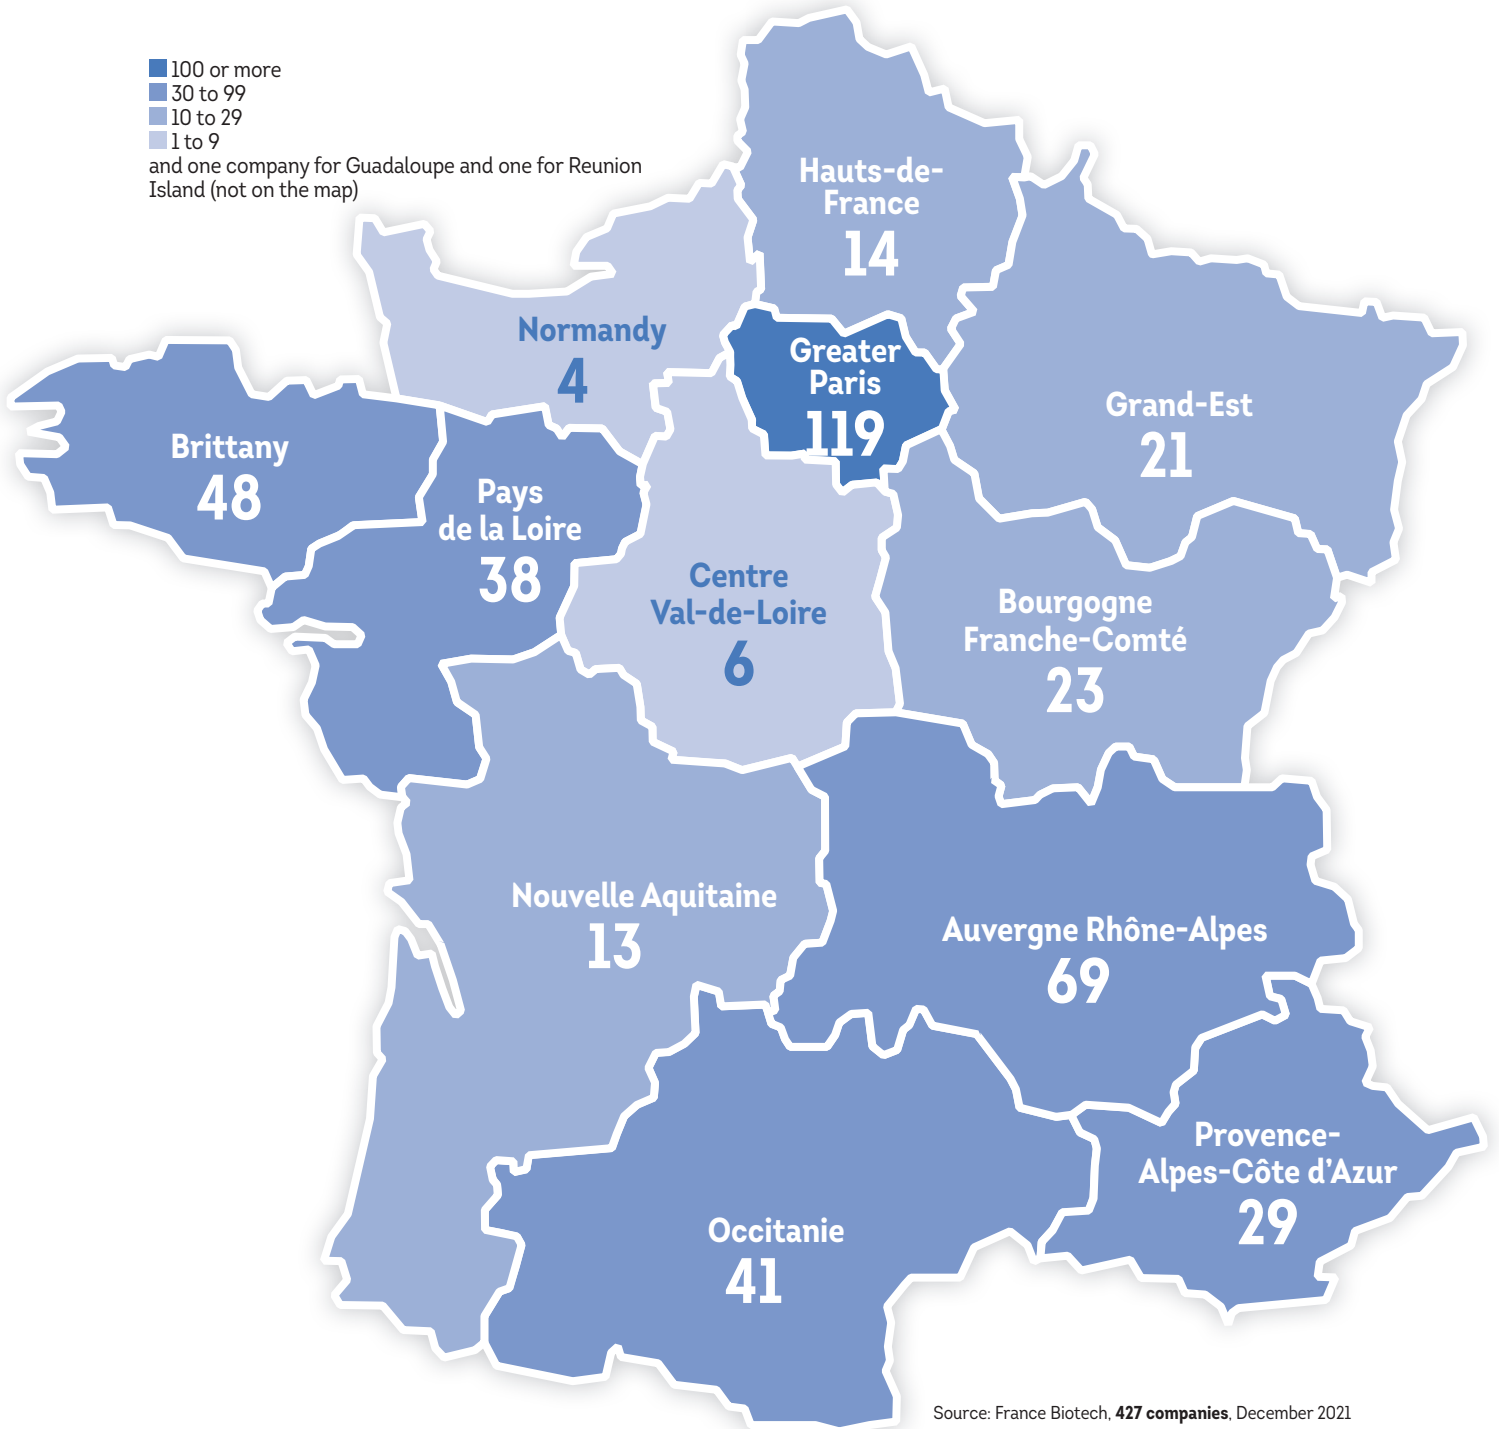 100 or more
30 to 99
10 to 29
1 to 9
and one company for Guadaloupe and one for Reunion
Island (not on the map)
Hauts-de-
France
14
Normandy
4
Greater
Paris
119
Grand-Est
21
Brittany
48
Pays
de la Loire
38
Centre
Val-de-Loire
6
Bourgogne
Franche-Comté
23
Nouvelle Aquitaine
13
Auvergne Rhône-Alpes
69
Provence-
Alpes-Côte d'Azur
29
Occitanie
41
Source: France Biotech, 427 companies, December 2021